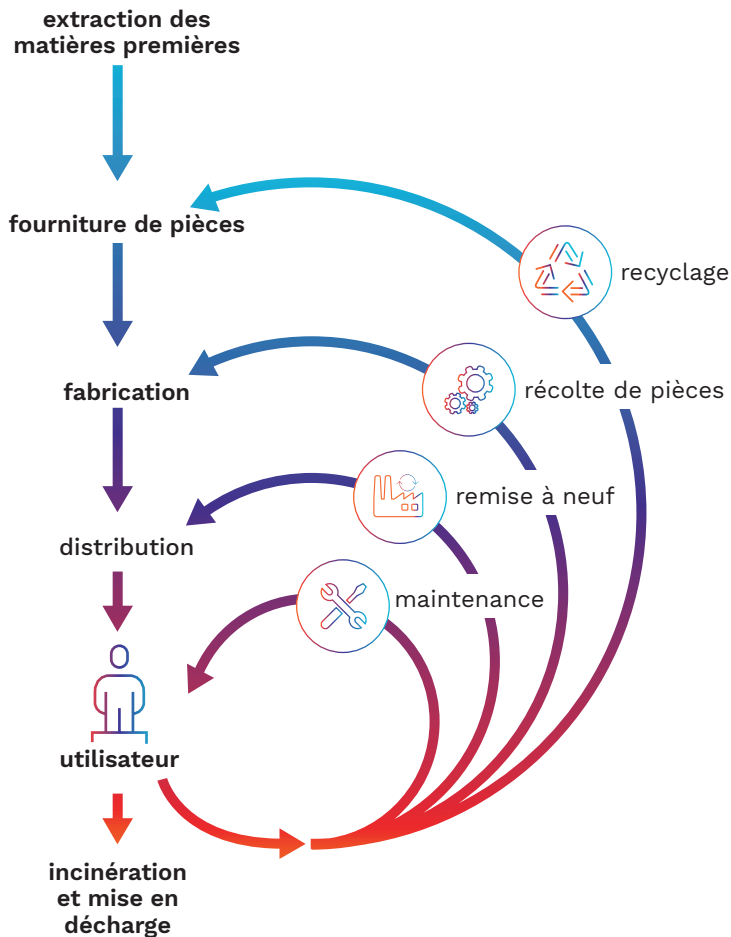 extraction des
matières premières
fourniture de pièces
recyclage
fabrication
récolte de pièces
remise à neuf
distribution
maintenance
utilisateur
incinération
et mise en
décharge